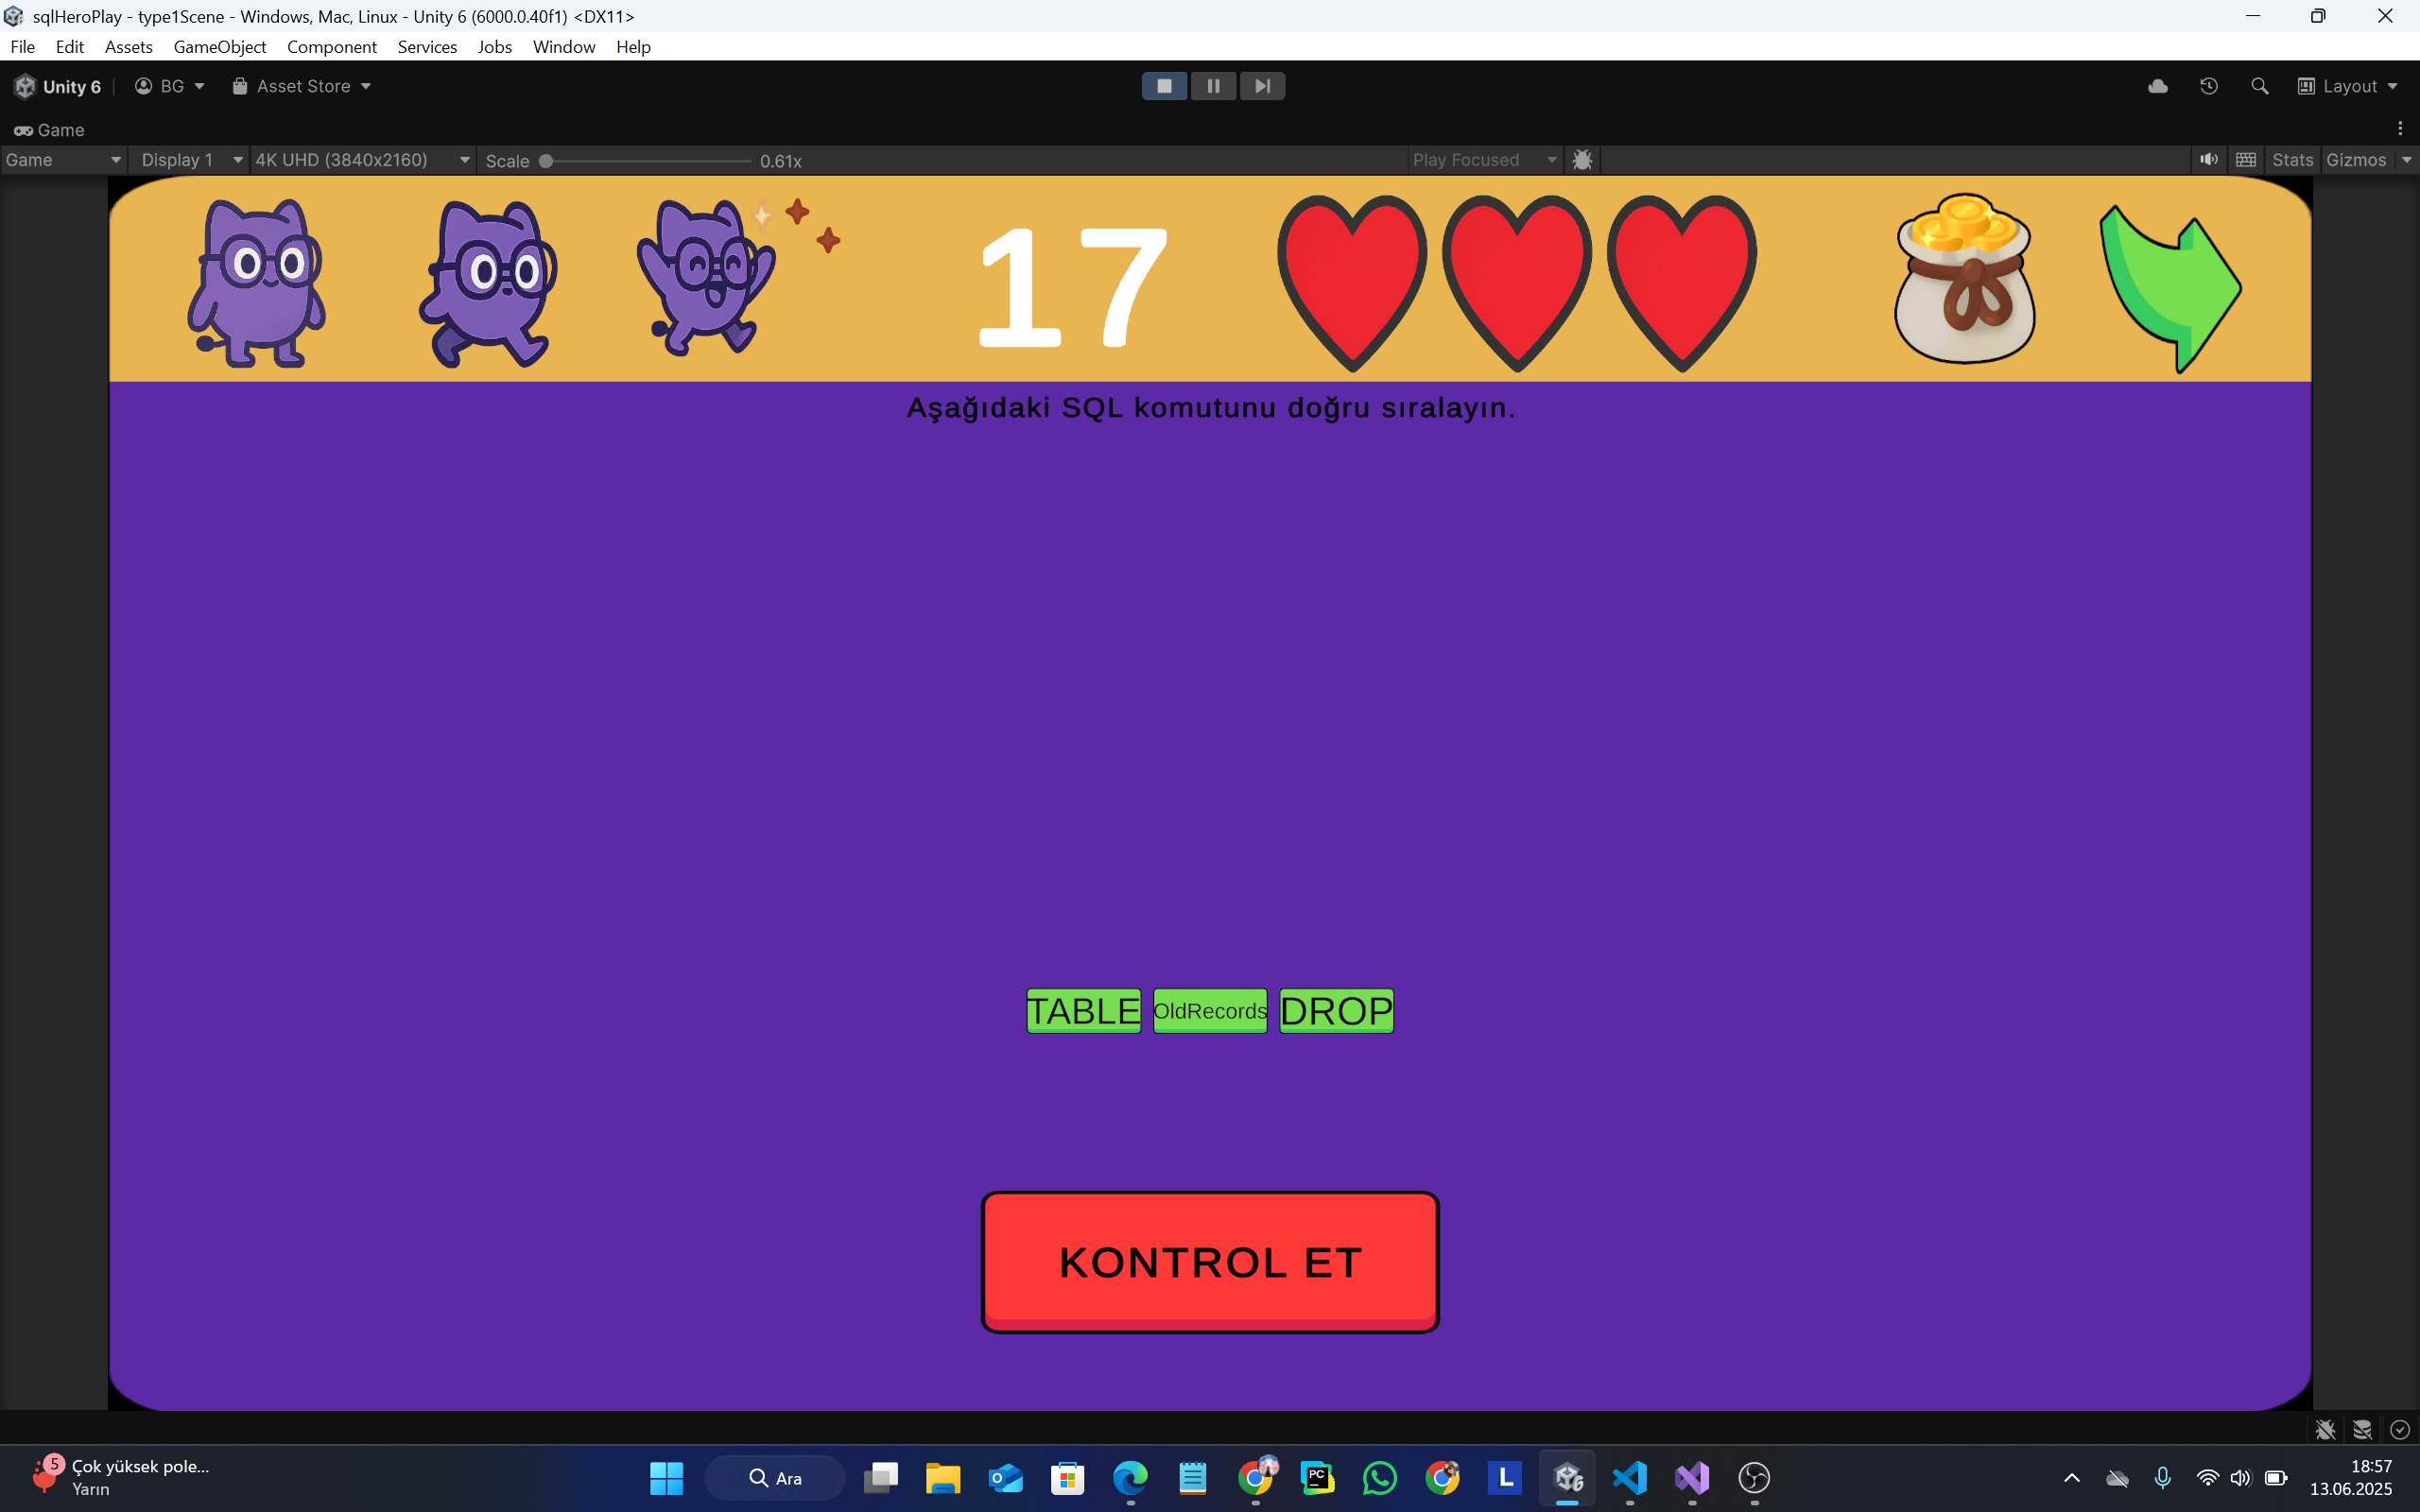 sqlHeroPlay - type1Scene - Windows, Mac, Linux - Unity 6 (6000.0.40f1) <DX11>
File Edit Assets GameObject Component Services Jobs Window Help
Unity 6 BG Asset Store Layout
Game
Game Display 1 4K UHD (3840x2160) Scale 0.61x Play Focused Stats Gizmos
17
Aşağıdaki SQL komutunu doğru sıralayın.
TABLE OldRecords DROP
KONTROL ET
5 Çok yüksek pole...
Yarın
Ara
PC
L
6
18:57
13.06.2025